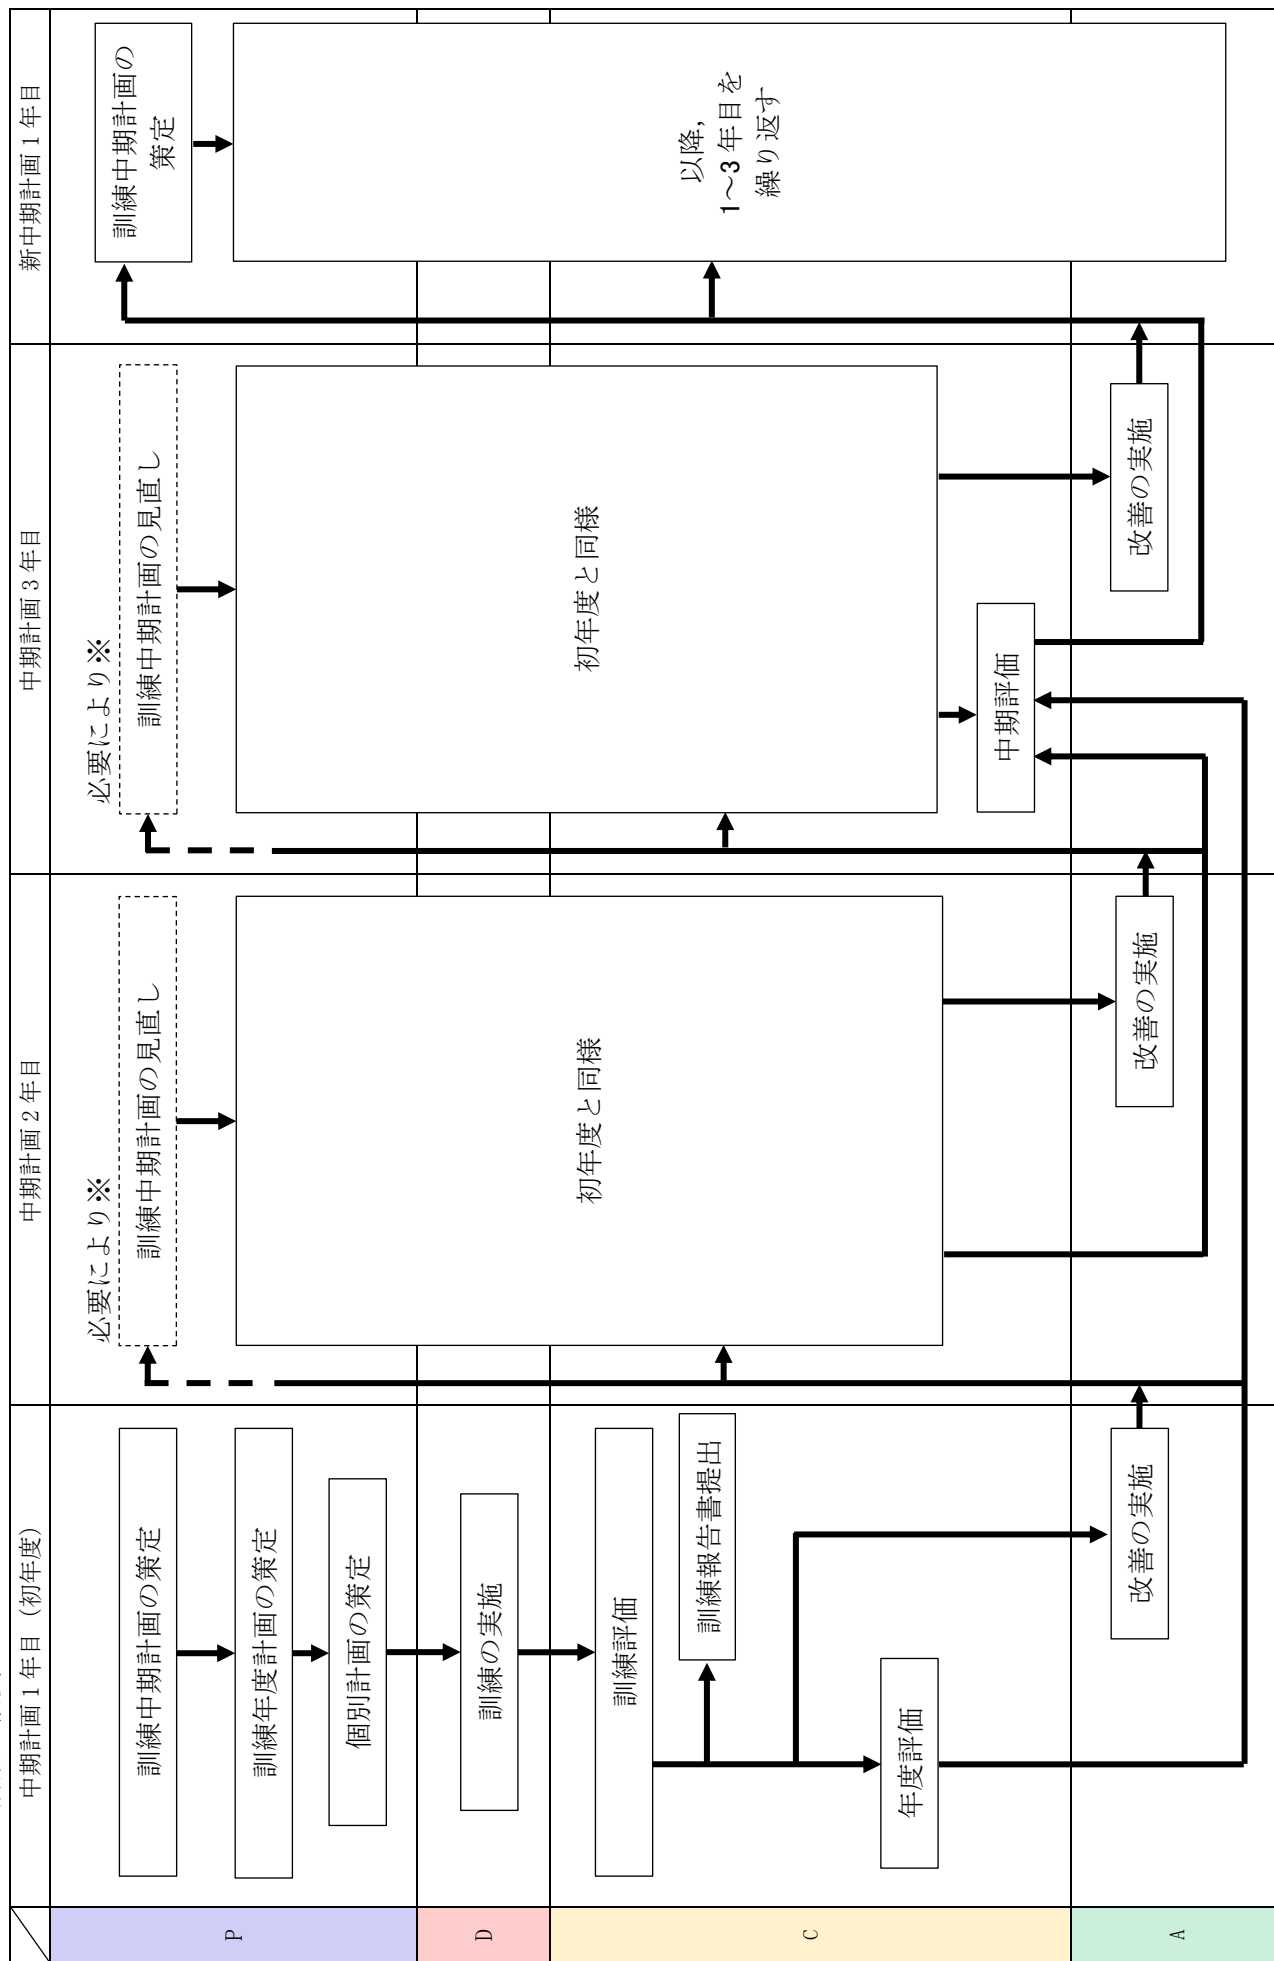 中期計画1年目（初年度）
中期計画2年目
中期計画3年目
新中期計画1年目
P
D
C
A
訓練中期計画の策定
訓練年度計画の策定
個別計画の策定
訓練の実施
訓練評価
訓練報告書提出
年度評価
改善の実施
必要により※
訓練中期計画の見直し
初年度と同様
改善の実施
必要により※
訓練中期計画の見直し
初年度と同様
中期評価
改善の実施
訓練中期計画の
策定
以降，
1～3年目を
繰り返す